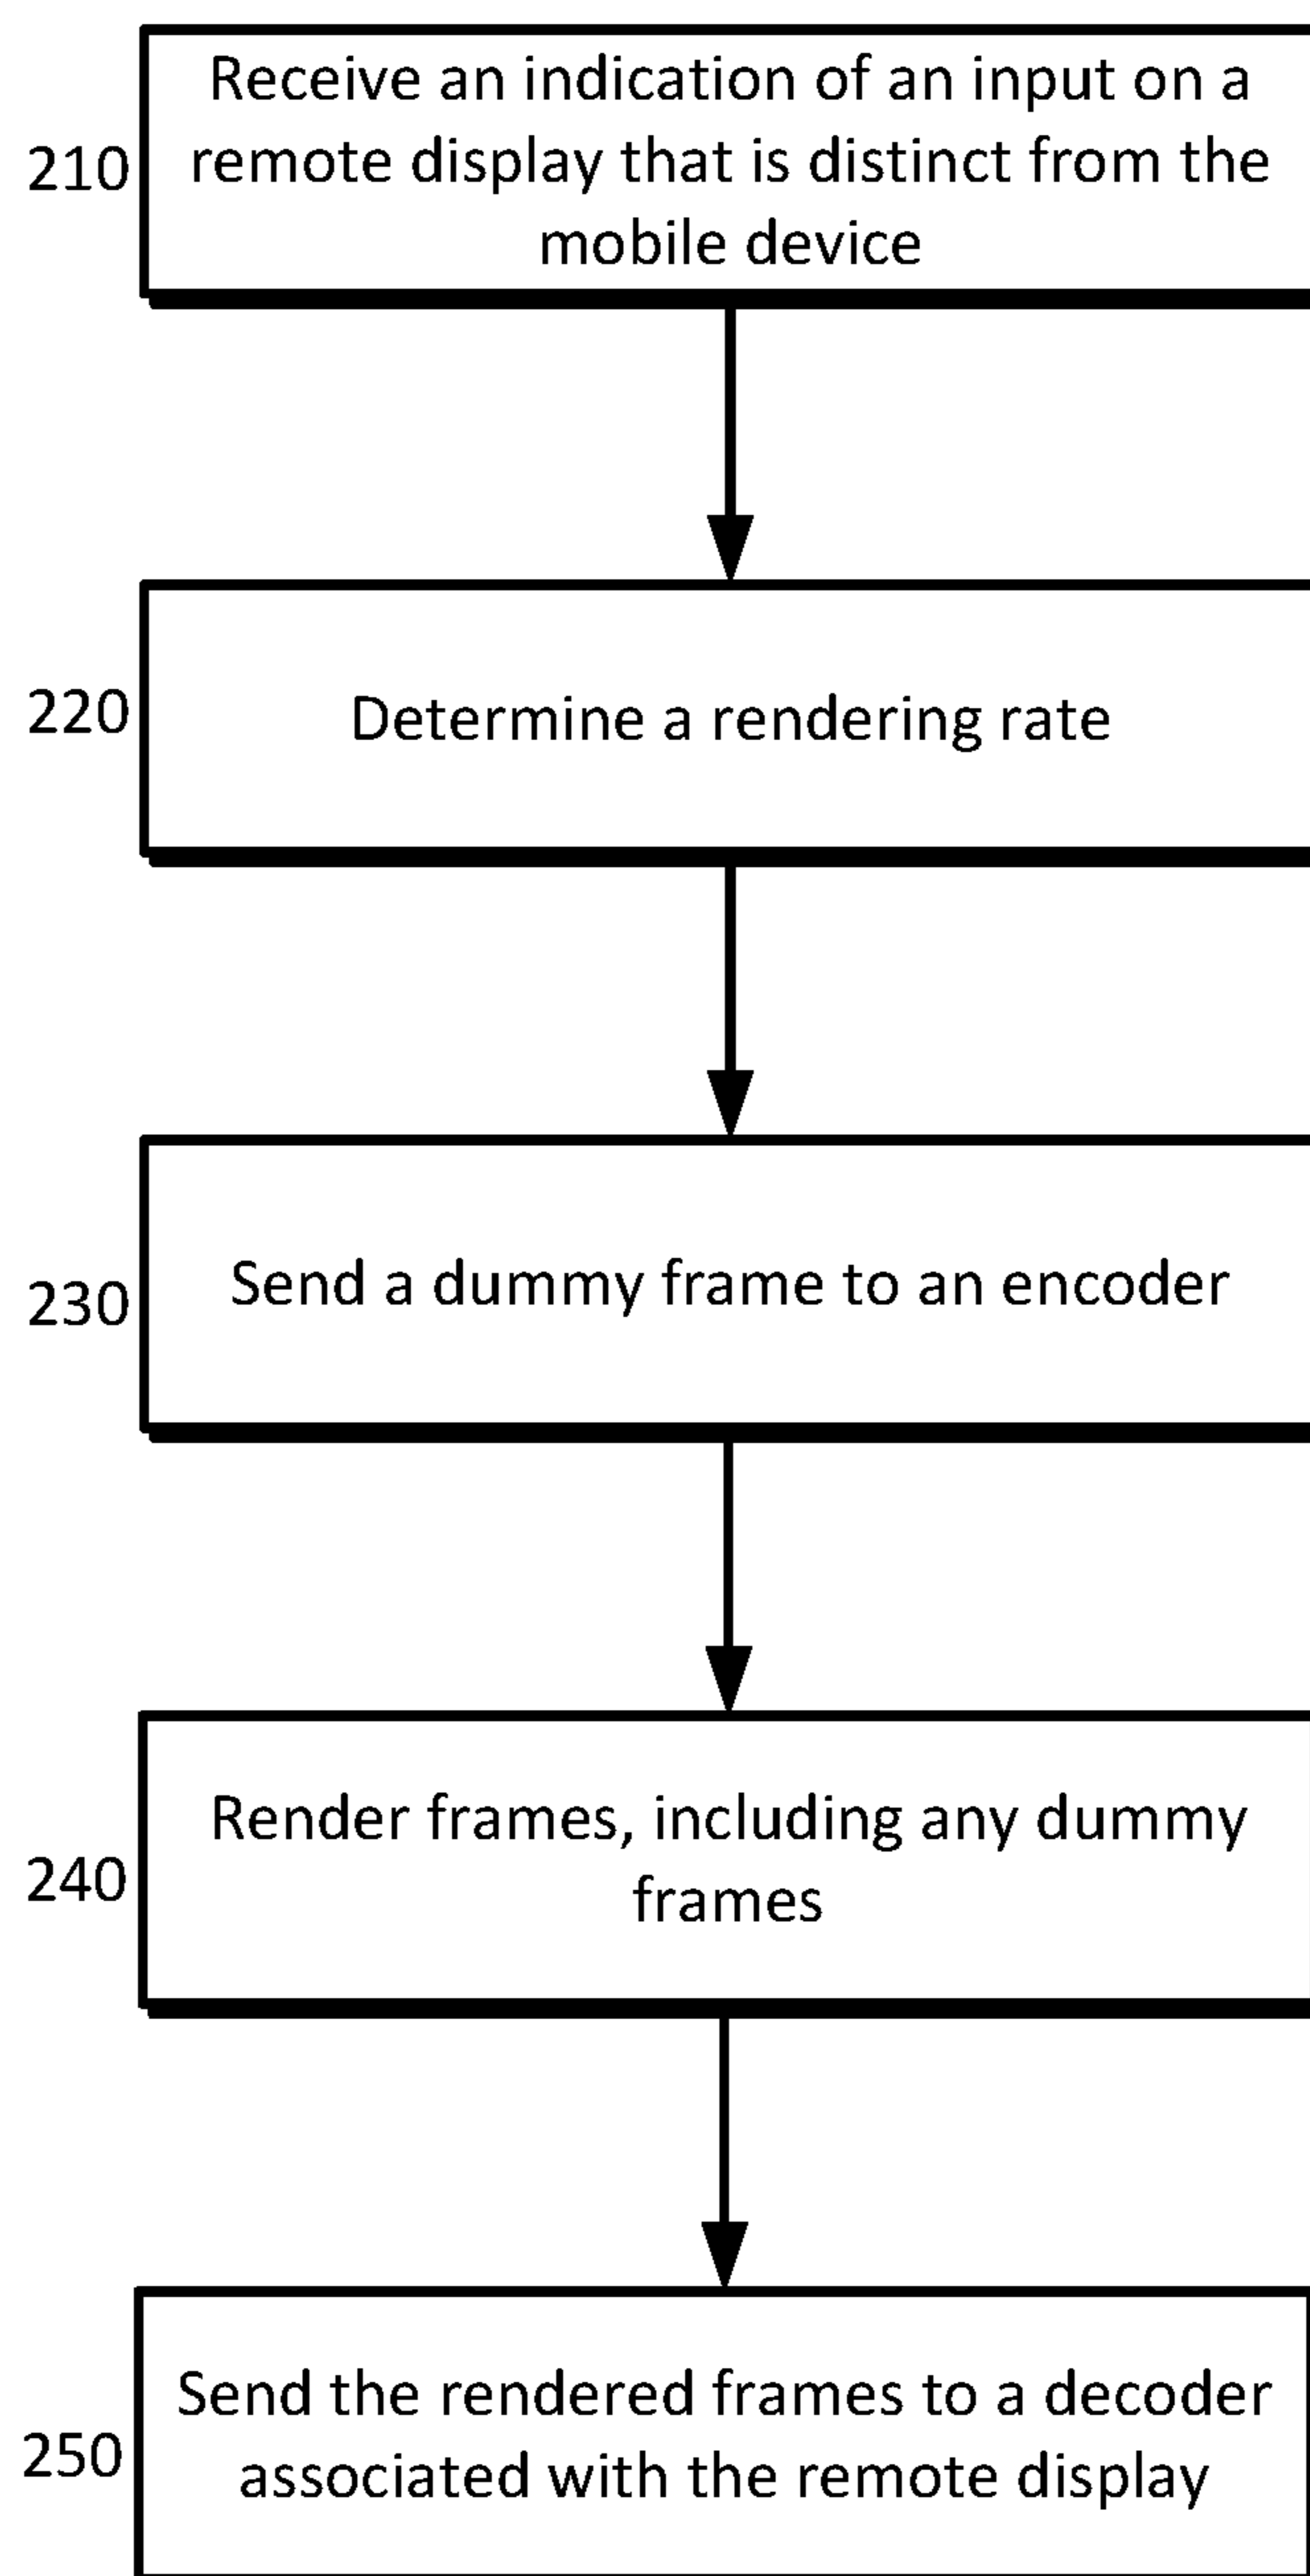 Receive an indication of an input on a
210
remote display that is distinct from the
mobile device
220
Determine a rendering rate
230
Send a dummy frame to an encoder
240
Render frames, including any dummy
frames
250
Send the rendered frames to a decoder
associated with the remote display